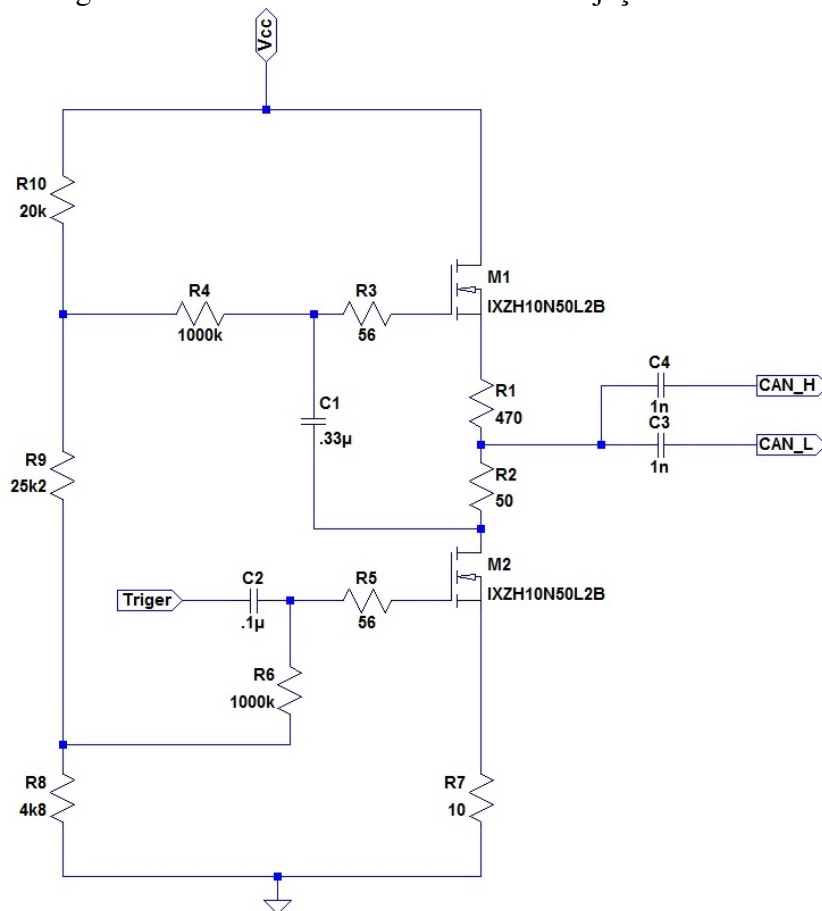 Vcc
R10
20k
R4
1000k
R3
56
M1
IXZH10N50L2B
C1
.33µ
R1
470
C4
1n
CAN_H
C3
1n
CAN_L
R9
25k2
R2
50
M2
IXZH10N50L2B
Triger
C2
.1µ
R5
56
R6
1000k
R8
4k8
R7
10